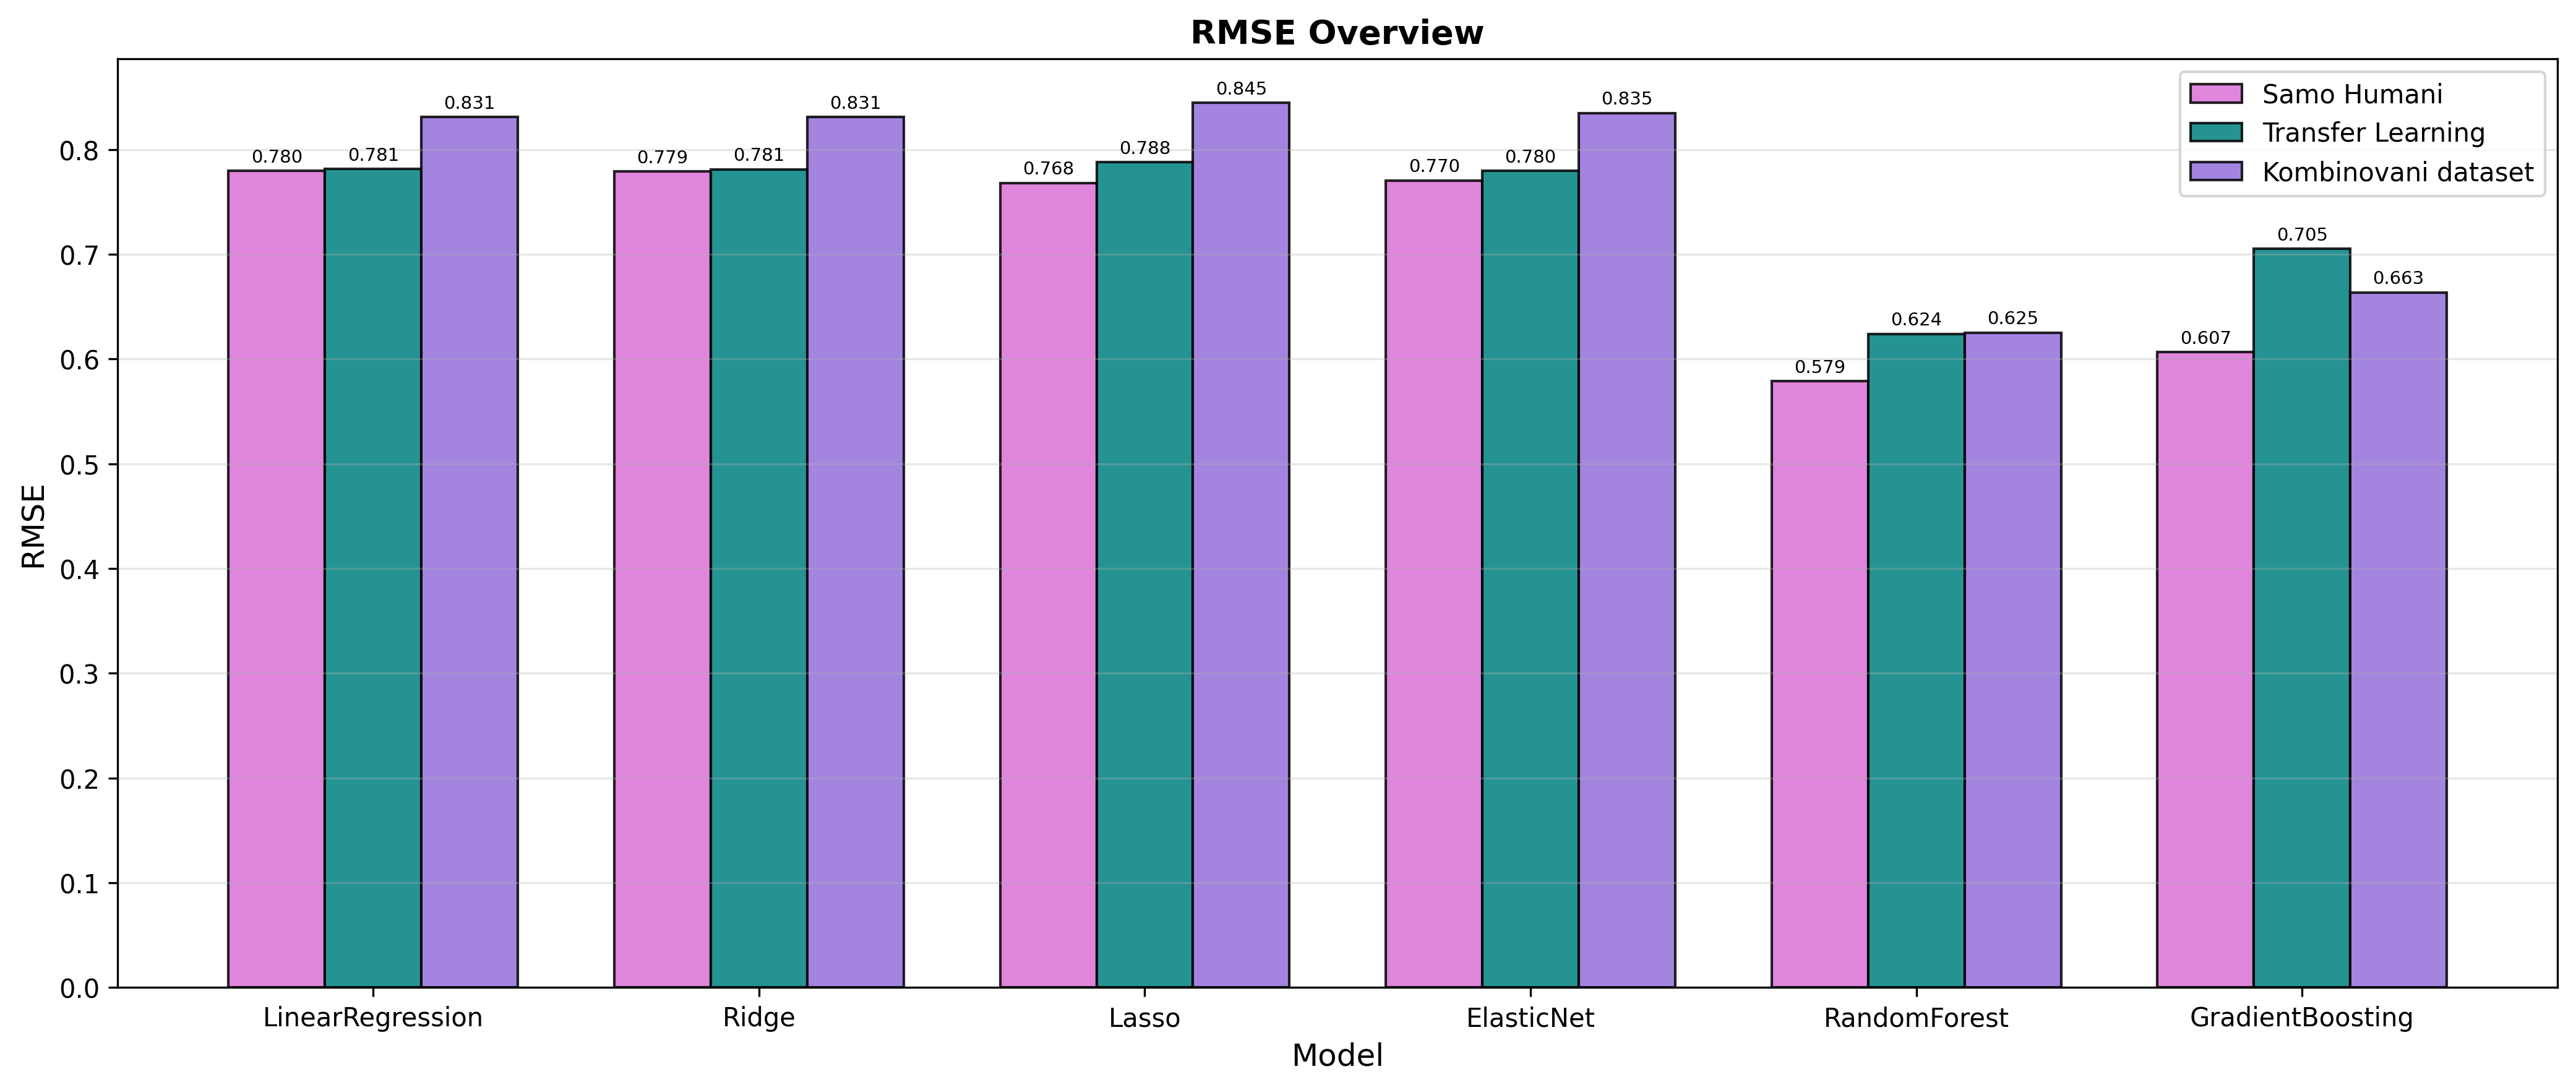 RMSE Overview
Samo Humani
Transfer Learning
Kombinovani dataset
RMSE
0.8
0.7
0.6
0.5
0.4
0.3
0.2
0.1
0.0
0.780 0.781 0.831
0.779 0.781 0.831
0.768 0.788 0.845
0.770 0.780 0.835
0.579 0.624 0.625
0.607 0.705 0.663
LinearRegression Ridge Lasso ElasticNet RandomForest GradientBoosting
Model